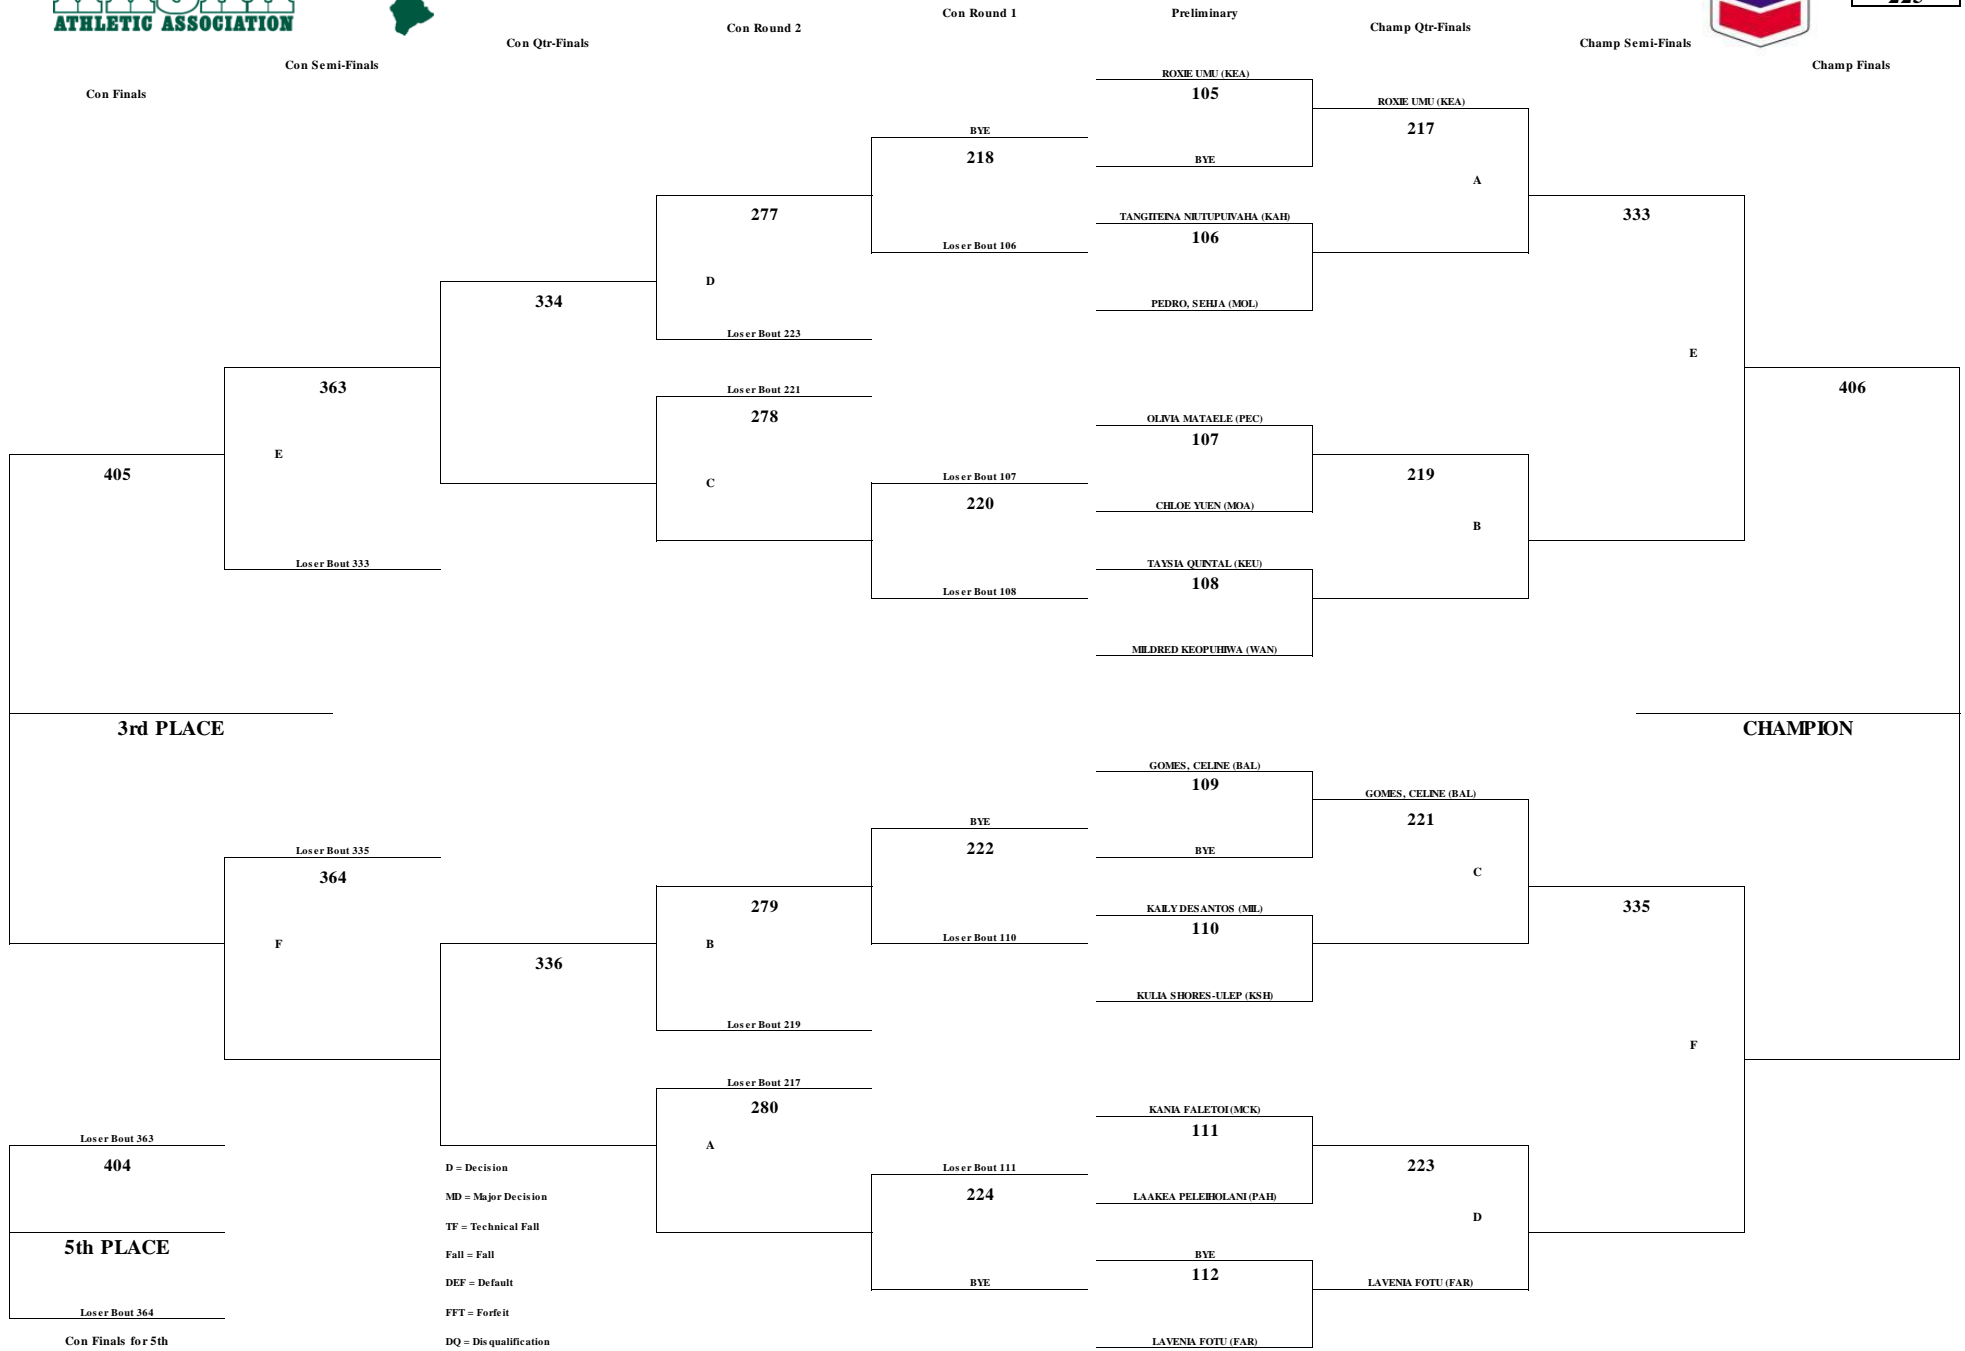 ATHLETIC ASSOCIATION
Con Finals
Con Semi-Finals
Con Qtr-Finals
Con Round 2
Con Round 1
Preliminary
Champ Qtr-Finals
Champ Semi-Finals
Champ Finals
ROXIE UMU (KEA)
105
BYE
TANGITEINA NIUTUPUIVAHA (KAH)
106
PEDRO, SEHJA (MOL)
OLIVIA MATAELE (PEC)
107
CHLOE YUEN (MOA)
TAYSIA QUINTAL (KEU)
108
MILDRED KEOPUHIWA (WAN)
GOMES, CELINE (BAL)
109
BYE
KAILY DESANTOS (MIL)
110
KULIA SHORES-ULEP (KSH)
KANIA FALETOI (MCK)
111
LAAKEA PELEIHOLANI (PAH)
BYE
112
LAVENIA FOTU (FAR)
ROXIE UMU (KEA)
217
A
219
B
GOMES, CELINE (BAL)
221
C
223
D
LAVENIA FOTU (FAR)
333
E
335
F
406
CHAMPION
BYE
218
Loser Bout 106
Loser Bout 107
220
Loser Bout 108
BYE
222
Loser Bout 110
Loser Bout 111
224
BYE
277
D
Loser Bout 223
Loser Bout 221
278
C
279
B
Loser Bout 219
Loser Bout 217
280
A
334
336
363
E
Loser Bout 333
Loser Bout 335
364
F
405
3rd PLACE
Loser Bout 363
404
5th PLACE
Loser Bout 364
Con Finals for 5th
D = Decision
MD = Major Decision
TF = Technical Fall
Fall = Fall
DEF = Default
FFT = Forfeit
DQ = Disqualification